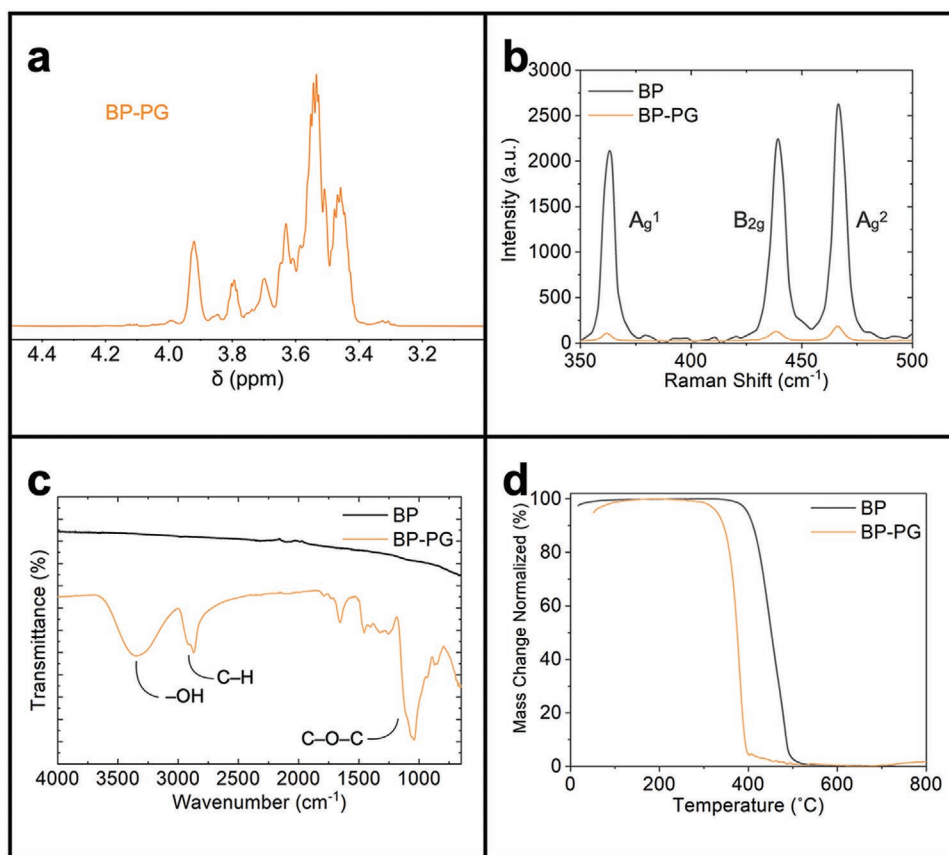 a
BP-PG
4.4 4.2 4.0 3.8 3.6 3.4 3.2
δ (ppm)
b
BP
BP-PG
3000
2500
2000
1500
1000
500
0
Intensity (a.u.)
Ag1
B2g
Ag2
350 400 450 500
Raman Shift (cm-1)
c
BP
BP-PG
Transmittance (%)
C–H
–OH
C–O–C
4000 3500 3000 2500 2000 1500 1000
Wavenumber (cm-1)
d
BP
BP-PG
100
80
60
40
20
0
Mass Change Normalized (%)
0 200 400 600 800
Temperature (˚C)